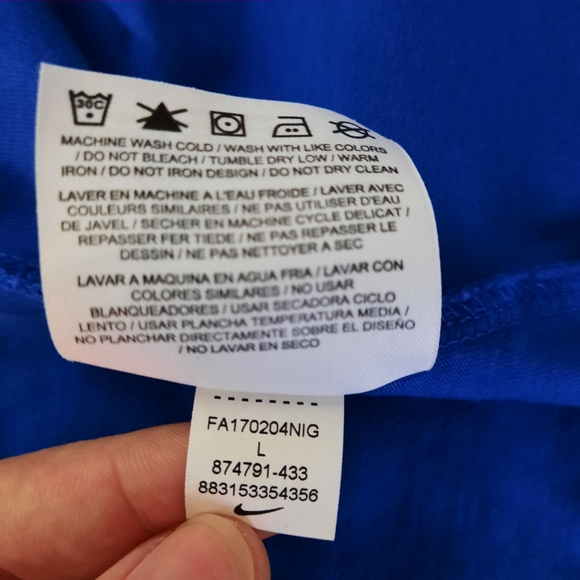 30C
MACHINE WASH COLD / WASH WITH LIKE COLORS
/ DO NOT BLEACH / TUMBLE DRY LOW / WARM
IRON / DO NOT IRON DESIGN / DO NOT DRY CLEAN
LAVER EN MACHINE A L'EAU FROIDE / LAVER AVEC
COULEURS SIMILAIRES / NE PAS UTILISER D'EAU
DE JAVEL / SECHER EN MACHINE CYCLE DELICAT /
REPASSER FER TIEDE / NE PAS REPASSER LE
DESSIN / NE PAS NETTOYER A SEC
LAVAR A MAQUINA EN AGUA FRIA / LAVAR CON
COLORES SIMILARES / NO USAR
BLANQUEADORES / USAR SECADORA CICLO
LENTO / USAR PLANCHA TEMPERATURA MEDIA /
NO PLANCHAR DIRECTAMENTE SOBRE EL DISEÑO
/ NO LAVAR EN SECO
FA170204NIG
L
874791-433
883153354356